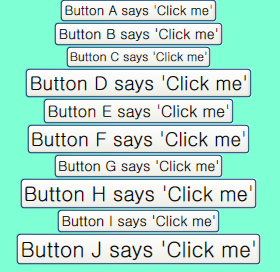 Button A says 'Click me'
Button B says 'Click me'
Button C says 'Click me'
Button D says 'Click me'
Button E says 'Click me'
Button F says 'Click me'
Button G says 'Click me'
Button H says 'Click me'
Button I says 'Click me'
Button J says 'Click me'